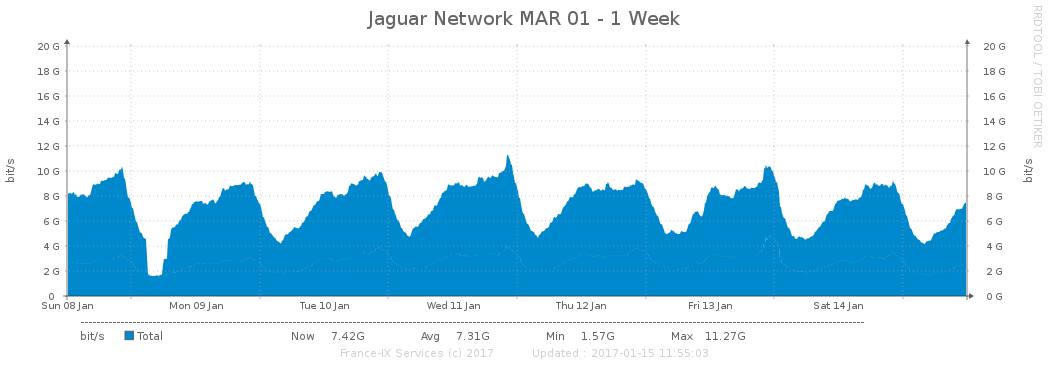 Jaguar Network MAR 01 - 1 Week
RRDTOOL / TOBI OETIKER
bit/s
20 G 20 G
18 G 18 G
16 G 16 G
14 G 14 G
12 G 12 G
10 G 10 G
8 G 8 G
6 G 6 G
4 G 4 G
2 G 2 G
0 0 G
bit/s
Sun 08 Jan Mon 09 Jan Tue 10 Jan Wed 11 Jan Thu 12 Jan Fri 13 Jan Sat 14 Jan
bit/s Total Now 7.42G Avg 7.31G Min 1.57G Max 11.27G
France-IX Services (c) 2017 Updated : 2017-01-15 11:55:03